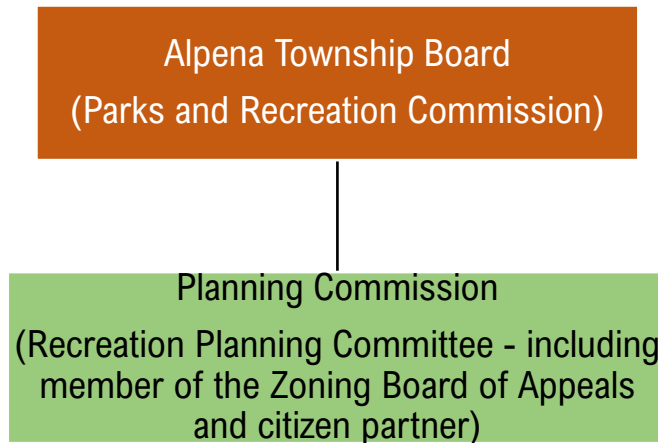 Alpena Township Board
(Parks and Recreation Commission)
Planning Commission
(Recreation Planning Committee - including
member of the Zoning Board of Appeals
and citizen partner)